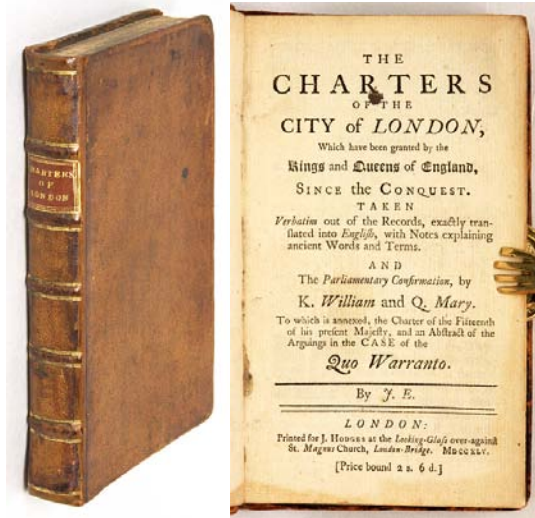 CHARTERS
OF
LONDON
THE
CHARTERS
OF THE
CITY of LONDON,
Which have been granted by the
Kings and Queens of England,
SINCE the CONQUEST.
TAKEN
Verbatim out of the Records, exactly tran-
slated into English, with Notes explaining
ancient Words and Terms.
AND
The Parliamentary Confirmation, by
K. William and Q. Mary.
To which is annexed, the Charter of the Fifteenth
of his present Majesty, and an Abstract of the
Arguings in the CASE of the
Quo Warranto.
By J. E.
LONDON:
Printed for J. HODGES at the Looking-Glass over-against
St. Magnus Church, London-Bridge. MDCCXLV.
[Price bound 2 s. 6 d.]